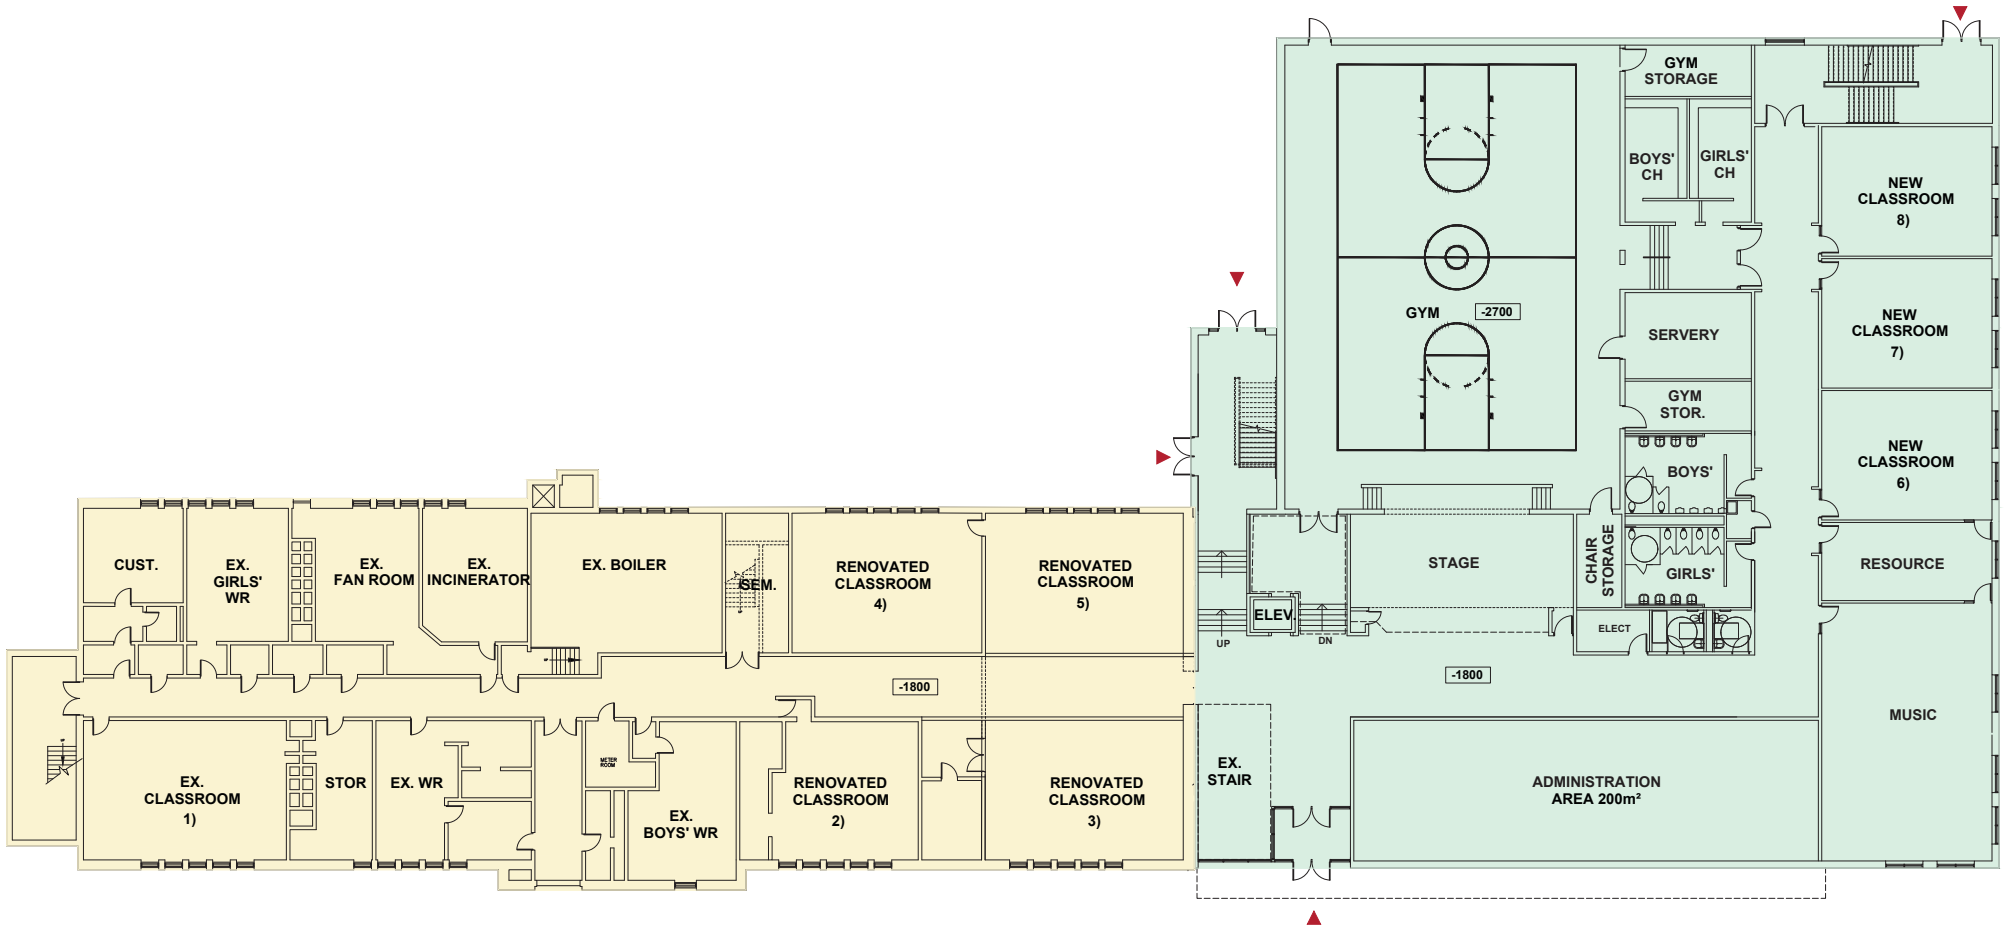 GYM
STORAGE
BOYS'
CH
GIRLS'
CH
NEW
CLASSROOM
8)
GYM
-2700
SERVERY
NEW
CLASSROOM
7)
GYM
STOR.
BOYS'
NEW
CLASSROOM
6)
CUST.
EX.
GIRLS'
WR
EX.
FAN ROOM
EX.
INCINERATOR
EX. BOILER
SEM.
RENOVATED
CLASSROOM
4)
RENOVATED
CLASSROOM
5)
STAGE
CHAIR
STORAGE
GIRLS'
RESOURCE
ELEV.
UP
DN
ELECT
-1800
-1800
MUSIC
EX.
CLASSROOM
1)
STOR
EX. WR
METER
ROOM
EX.
BOYS' WR
RENOVATED
CLASSROOM
2)
RENOVATED
CLASSROOM
3)
EX.
STAIR
ADMINISTRATION
AREA 200m²